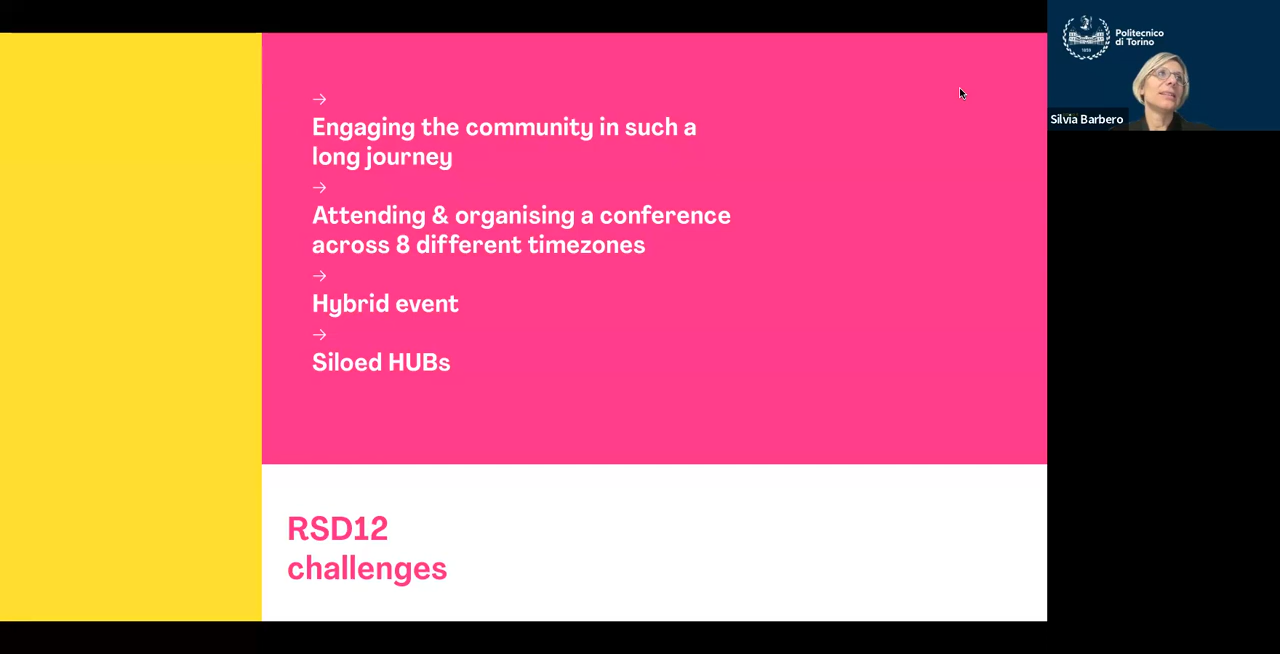 →
Engaging the community in such a
long journey
→
Attending & organising a conference
across 8 different timezones
→
Hybrid event
→
Siloed HUBs
RSD12
challenges
Politecnico
di Torino
1859
Silvia Barbero